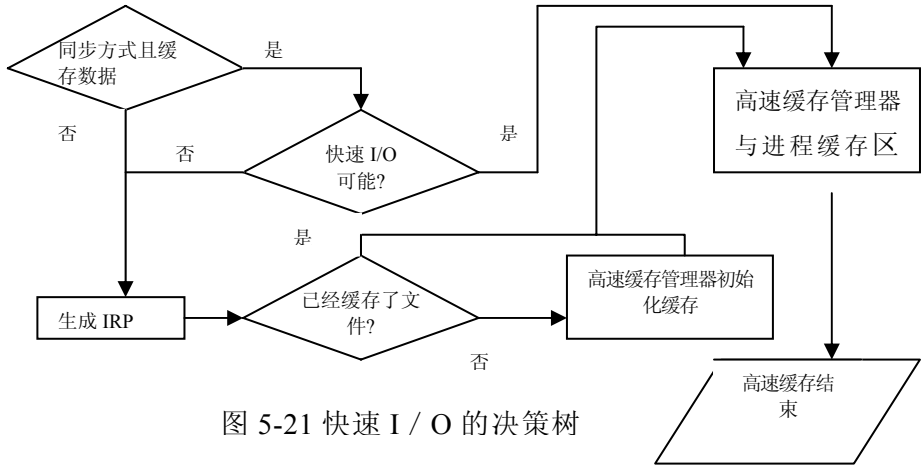 同步方式且缓
存数据
是
否
快速 I/O
可能?
否
是
高速缓存管理器
与进程缓存区
生成 IRP
是
已经缓存了文
件?
否
高速缓存管理器初始
化缓存
高速缓存结
束
图 5-21 快速 I / O 的决策树